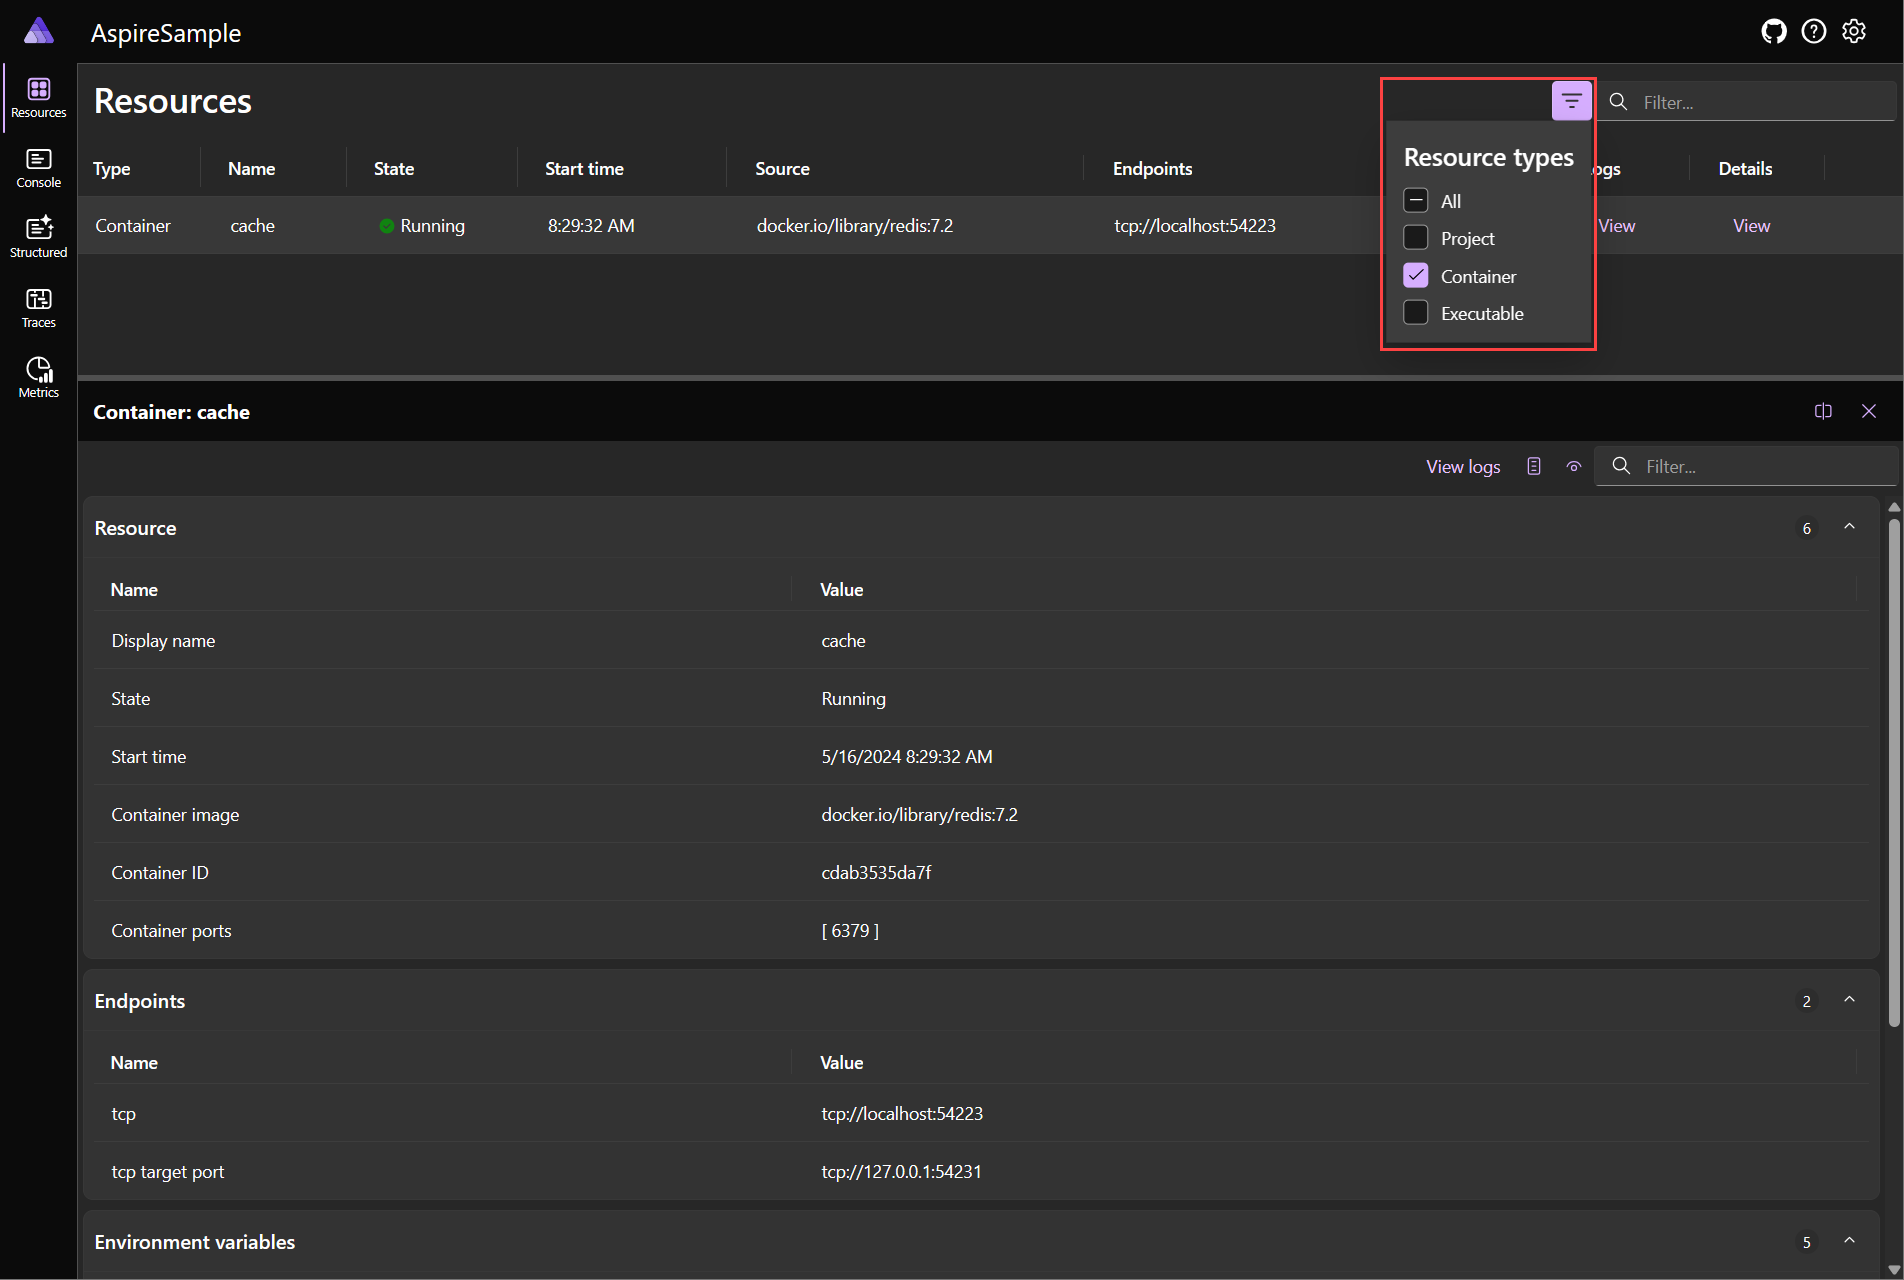 AspireSample
Resources
Console
Structured
Traces
Metrics
Resources
Filter...
Type Name State Start time Source Endpoints ogs Details
Container cache Running 8:29:32 AM docker.io/library/redis:7.2 tcp://localhost:54223 View View
Resource types
All
Project
Container
Executable
Container: cache
View logs Filter...
Resource 6
Name Value
Display name cache
State Running
Start time 5/16/2024 8:29:32 AM
Container image docker.io/library/redis:7.2
Container ID cdab3535da7f
Container ports [ 6379 ]
Endpoints 2
Name Value
tcp tcp://localhost:54223
tcp target port tcp://127.0.0.1:54231
Environment variables 5